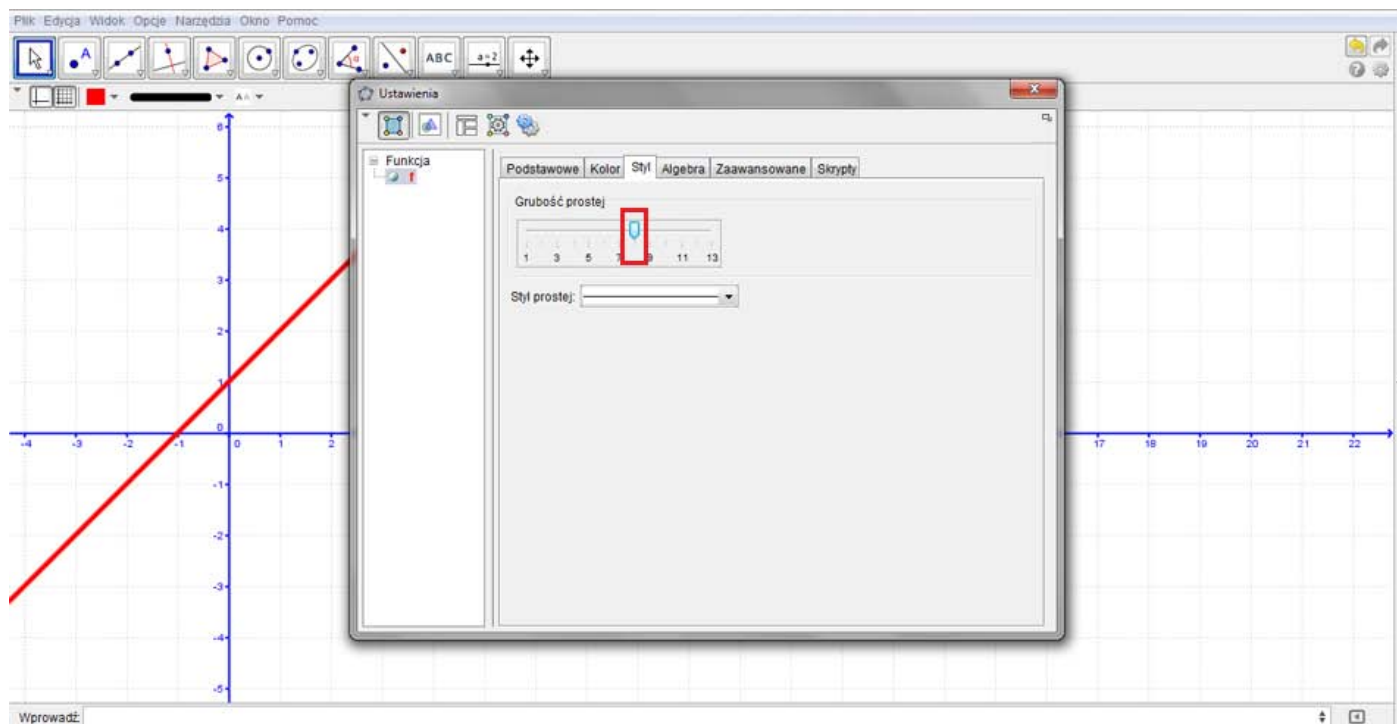 Plik Edycja Widok Opcje Narzędzia Okno Pomoc
A
α
ABC
a=2
AA
Ustawienia
X
Funkcja
f
Podstawowe Kolor Styl Algebra Zaawansowane Skrypty
Grubość prostej
1 3 5 7 9 11 13
Styl prostej:
6
5
4
3
2
1
0
-4 -3 -2 -1 0 1 2 17 18 19 20 21 22
-1
-2
-3
-4
-5
Wprowadź: